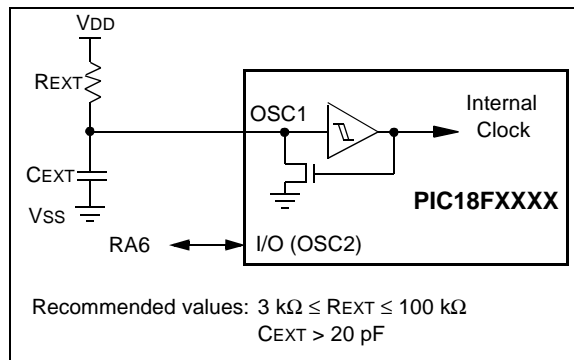 VDD
REXT
OSC1
Internal
Clock
CEXT
PIC18FXXXX
VSS
RA6
I/O (OSC2)
Recommended values: 3 kΩ ≤ REXT ≤ 100 kΩ
CEXT > 20 pF